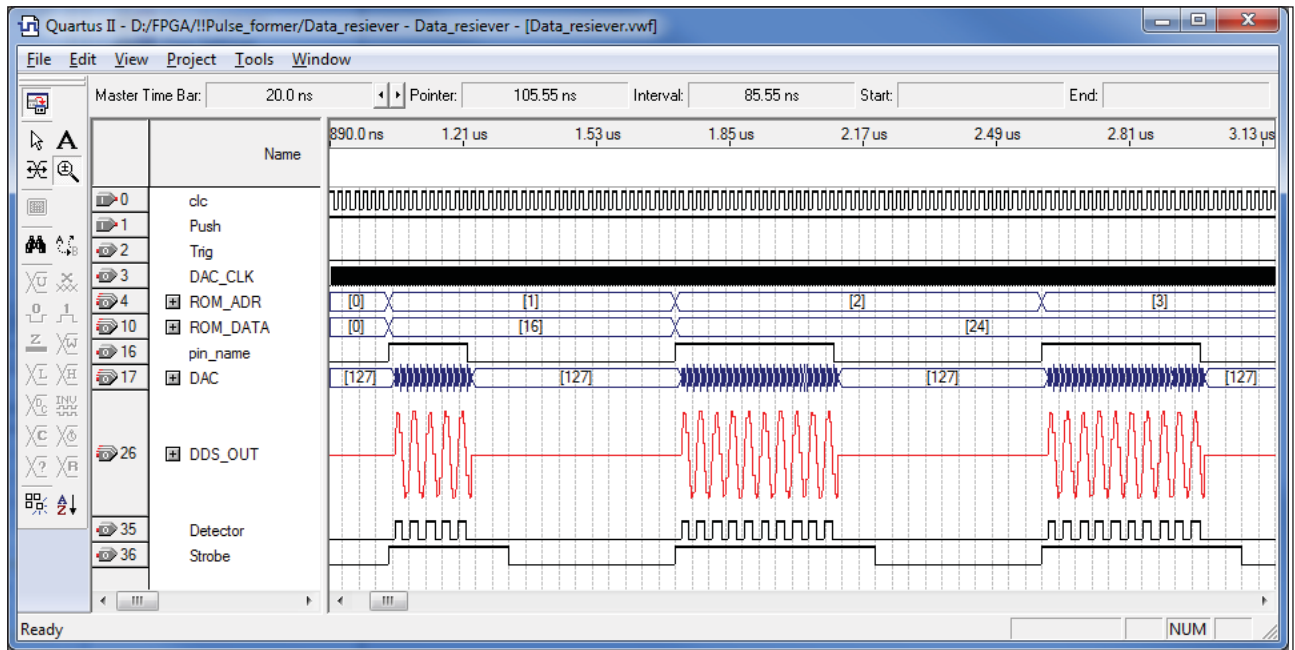 Quartus II - D:/FPGA/!!Pulse_former/Data_resiever - Data_resiever - [Data_resiever.vwf]
File Edit View Project Tools Window
Master Time Bar: 20.0 ns Pointer: 105.55 ns Interval: 85.55 ns Start: End:
Name
890.0 ns 1.21 us 1.53 us 1.85 us 2.17 us 2.49 us 2.81 us 3.13 us
0 clc
1 Push
2 Trig
3 DAC_CLK
4 ROM_ADR [0] [1] [2] [3]
10 ROM_DATA [0] [16] [24]
16 pin_name
17 DAC [127] [127] [127] [127]
26 DDS_OUT
35 Detector
36 Strobe
Ready NUM